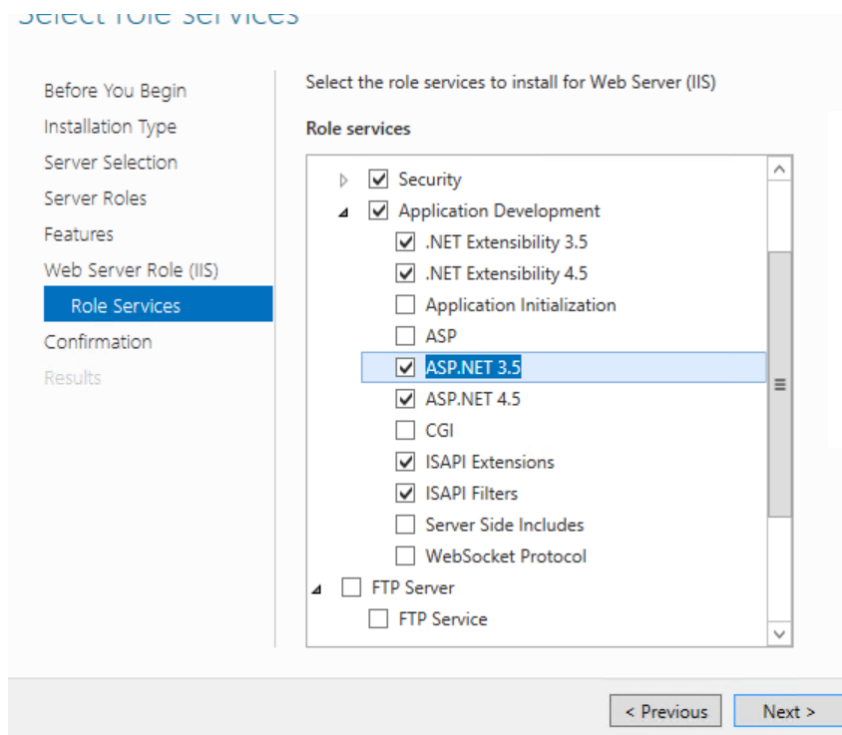 Select role services
Before You Begin
Installation Type
Server Selection
Server Roles
Features
Web Server Role (IIS)
Role Services
Confirmation
Results
Select the role services to install for Web Server (IIS)
Role services
Security
Application Development
.NET Extensibility 3.5
.NET Extensibility 4.5
Application Initialization
ASP
ASP.NET 3.5
ASP.NET 4.5
CGI
ISAPI Extensions
ISAPI Filters
Server Side Includes
WebSocket Protocol
FTP Server
FTP Service
< Previous
Next >